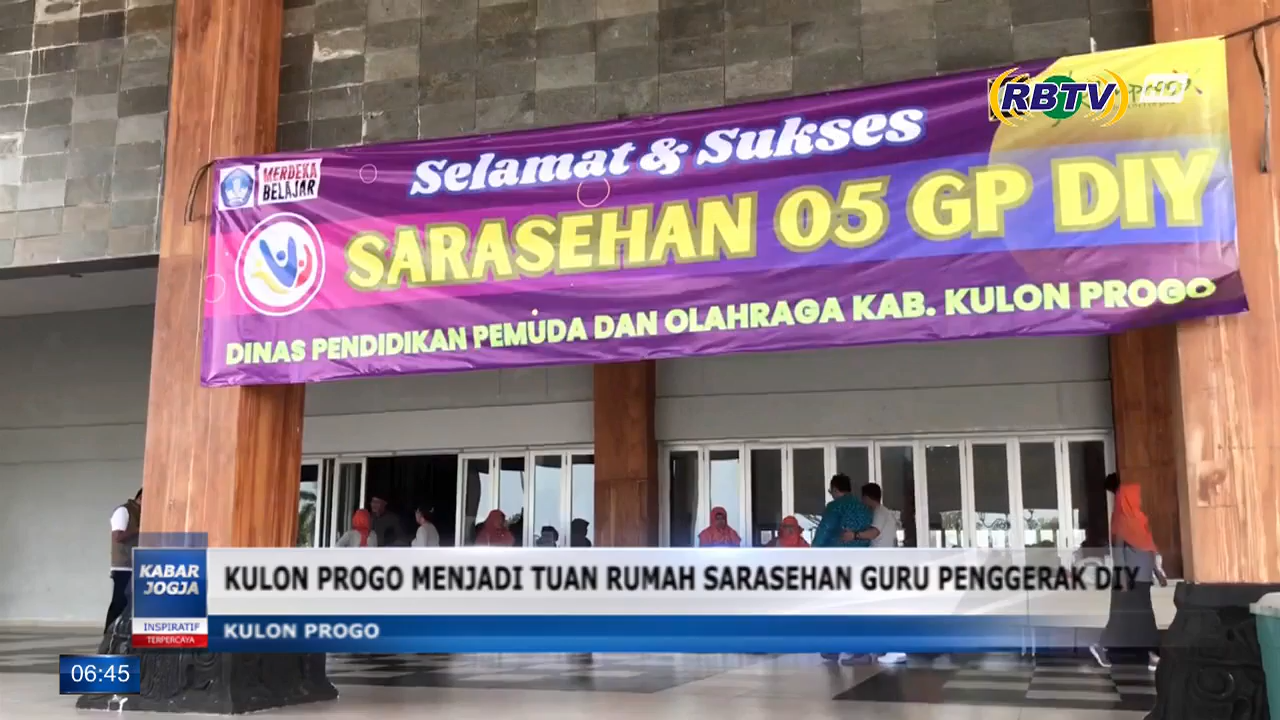 RBTV
MERDEKA
BELAJAR
Selamat & Sukses
SARASEHAN 05 GP DIY
DINAS PENDIDIKAN PEMUDA DAN OLAHRAGA KAB. KULON PROGO
KABAR
JOGJA
INSPIRATIF
TERPERCAYA
KULON PROGO MENJADI TUAN RUMAH SARASEHAN GURU PENGGERAK DIY
KULON PROGO
06:45